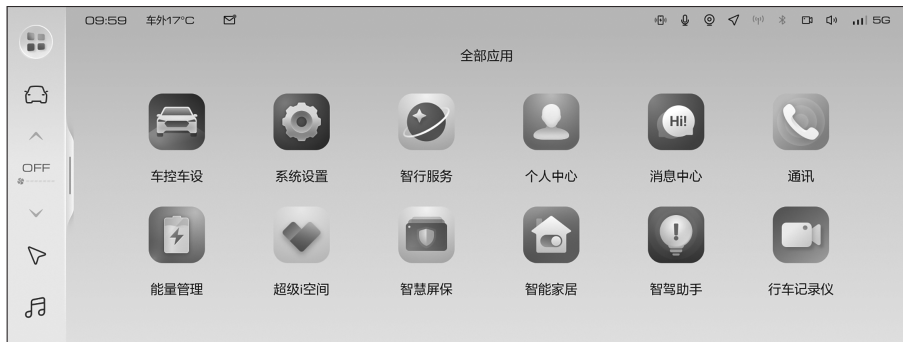 09:59 车外17°C 5G
全部应用
OFF
Hi!
车控车设 系统设置 智行服务 个人中心 消息中心 通讯
能量管理 超级i空间 智慧屏保 智能家居 智驾助手 行车记录仪